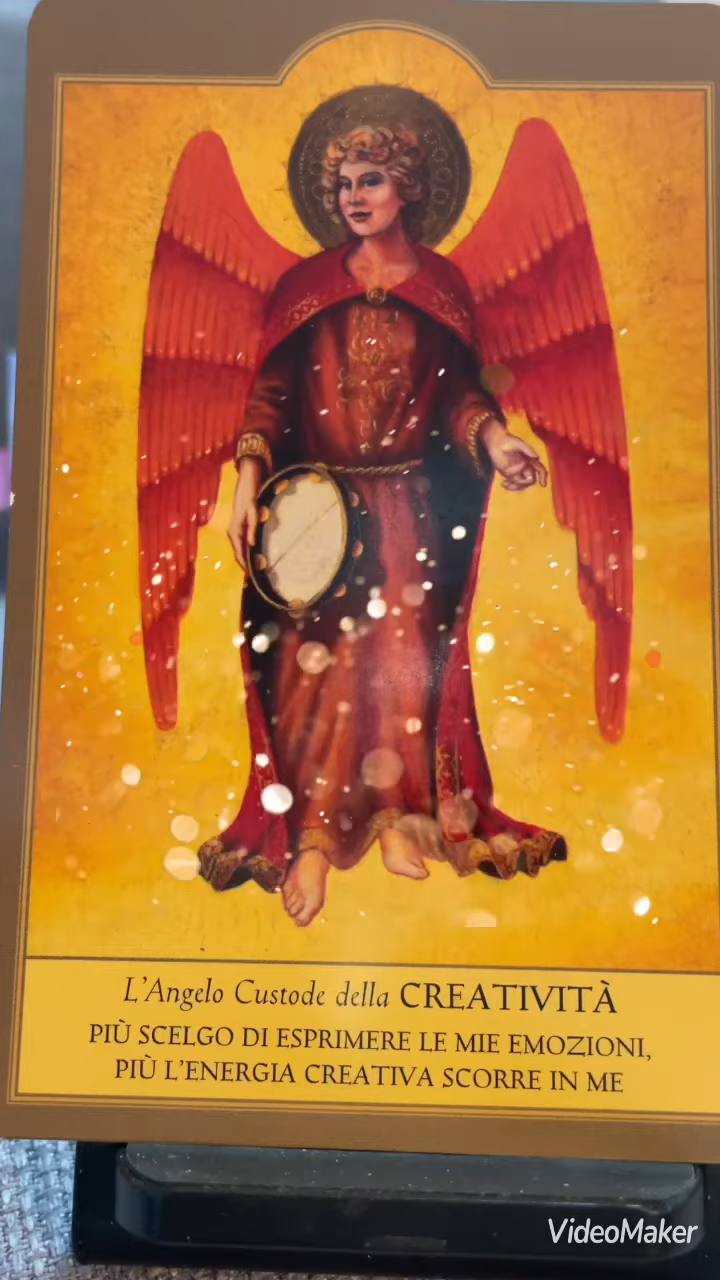 L'Angelo Custode della CREATIVITÀ
PIÙ SCELGO DI ESPRIMERE LE MIE EMOZIONI,
PIÙ L'ENERGIA CREATIVA SCORRE IN ME
VideoMaker